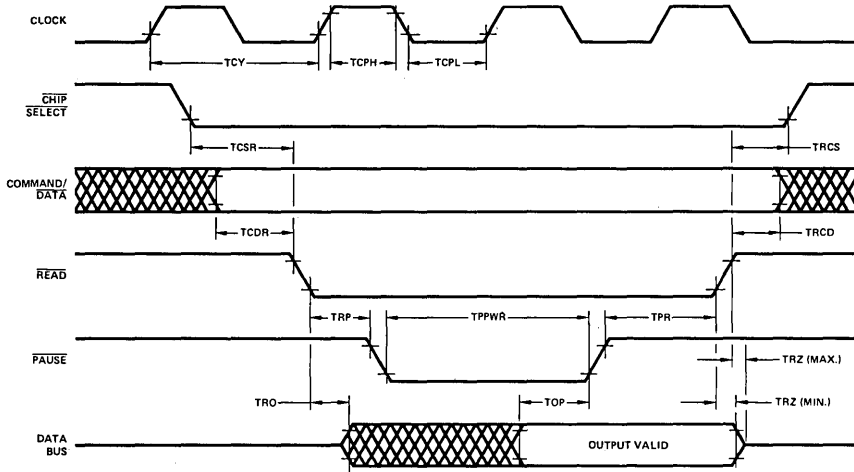 CLOCK
TCY
TCPH
TCPL
CHIP
SELECT
TCSR
TRCS
COMMAND/
DATA
TCDR
TRCD
READ
TRP
TPPWR
TPR
PAUSE
TRZ (MAX.)
TRO
TOP
TRZ (MIN.)
DATA
BUS
OUTPUT VALID